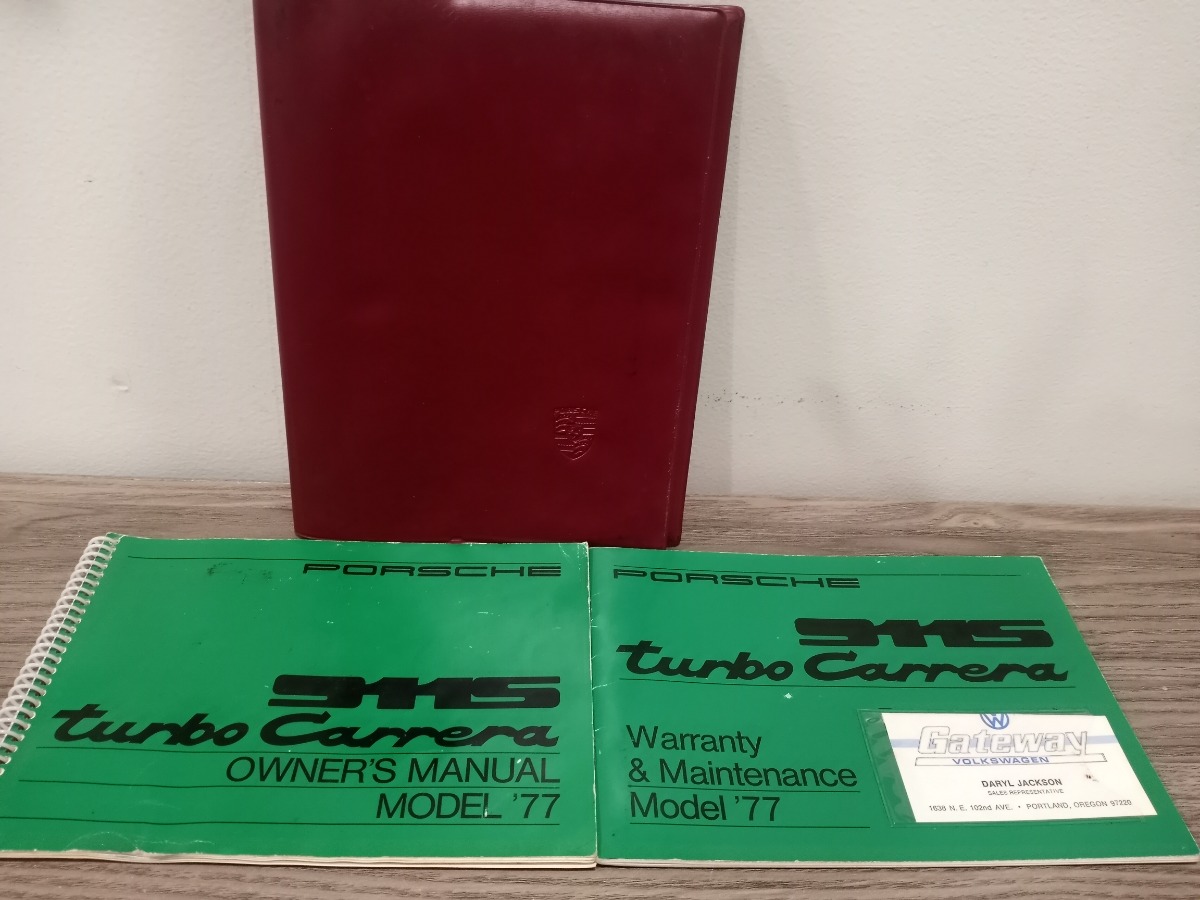 PORSCHE
PORSCHE
911S
turbo Carrera
OWNER'S MANUAL
MODEL '77
PORSCHE
911S
turbo Carrera
Warranty
& Maintenance
Model '77
Gateway
VOLKSWAGEN
DARYL JACKSON
SALES REPRESENTATIVE
1638 N. E. 102nd AVE. • PORTLAND, OREGON 97220